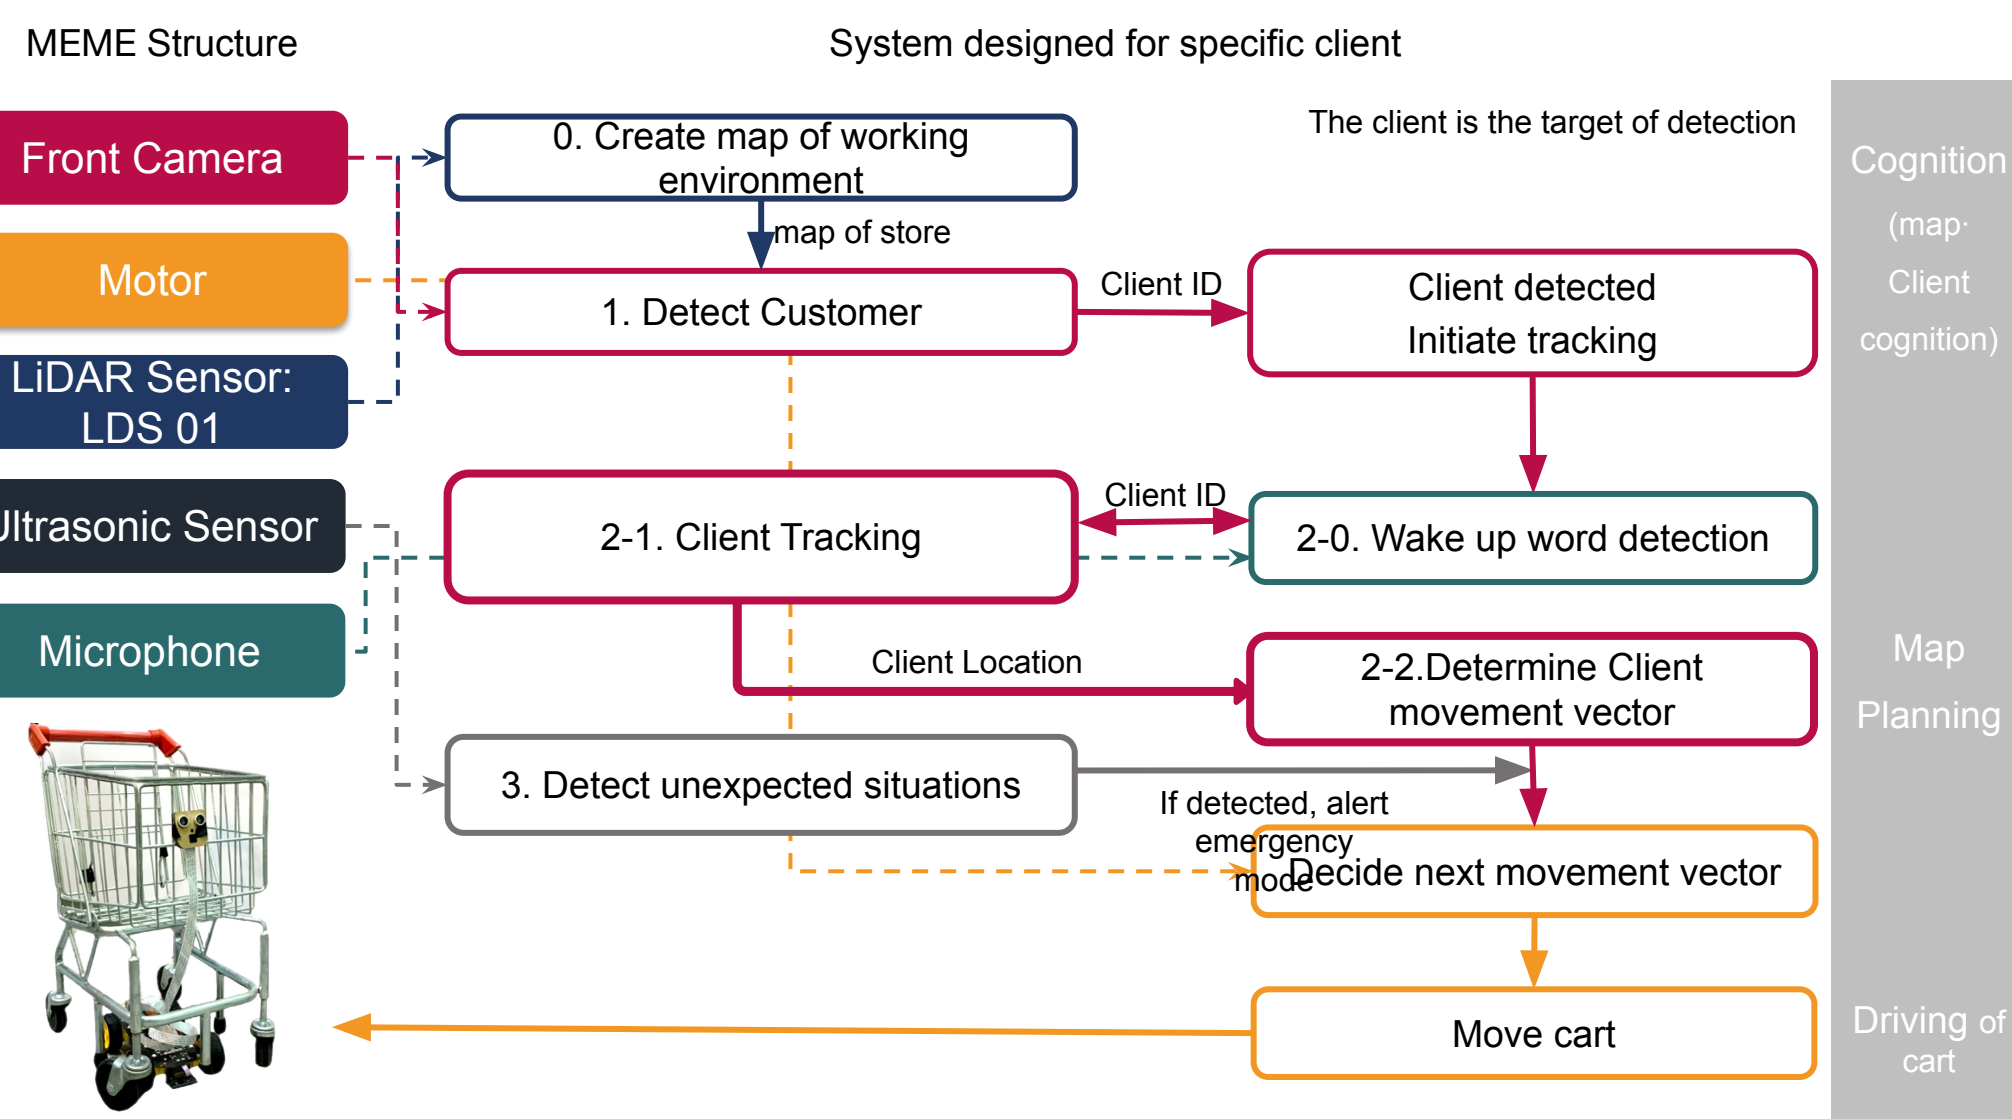 MEME Structure
System designed for specific client
The client is the target of detection
Front Camera
Motor
LiDAR Sensor:
LDS 01
Ultrasonic Sensor
Microphone
0. Create map of working
environment
map of store
1. Detect Customer
Client ID
Client detected
Initiate tracking
2-1. Client Tracking
Client ID
2-0. Wake up word detection
Client Location
2-2.Determine Client
movement vector
3. Detect unexpected situations
If detected, alert
emergency
mode
Decide next movement vector
Move cart
Cognition
(map·
Client
cognition)
Map
Planning
Driving of
cart